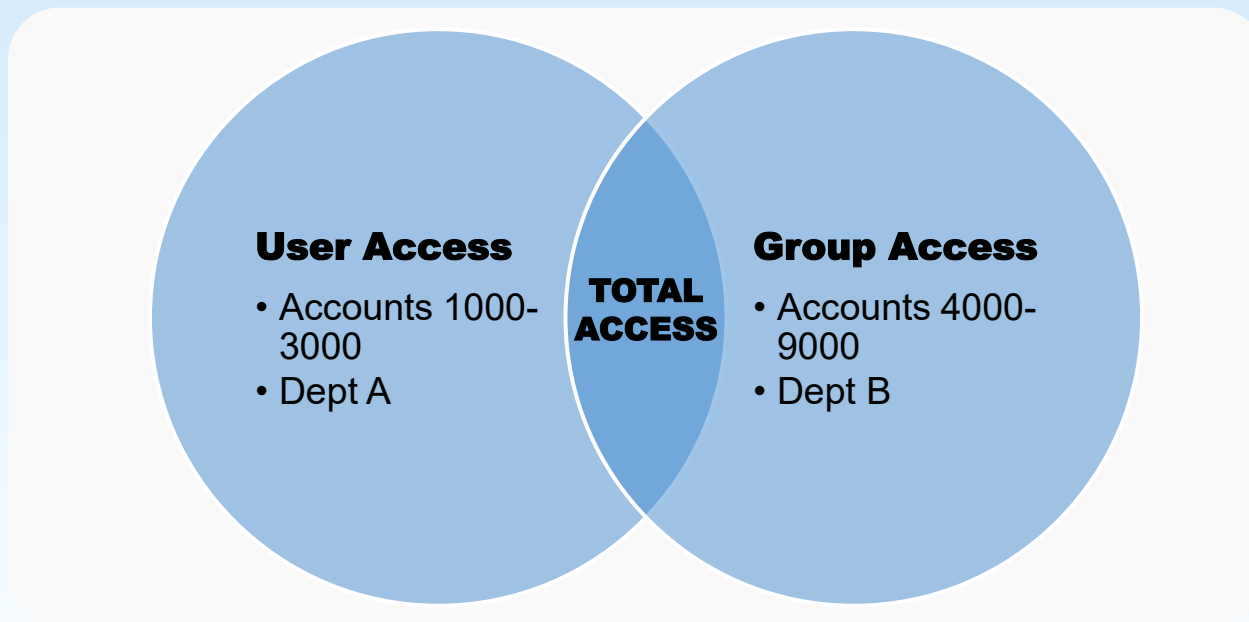 User Access
• Accounts 1000-
3000
• Dept A
TOTAL
ACCESS
Group Access
• Accounts 4000-
9000
• Dept B